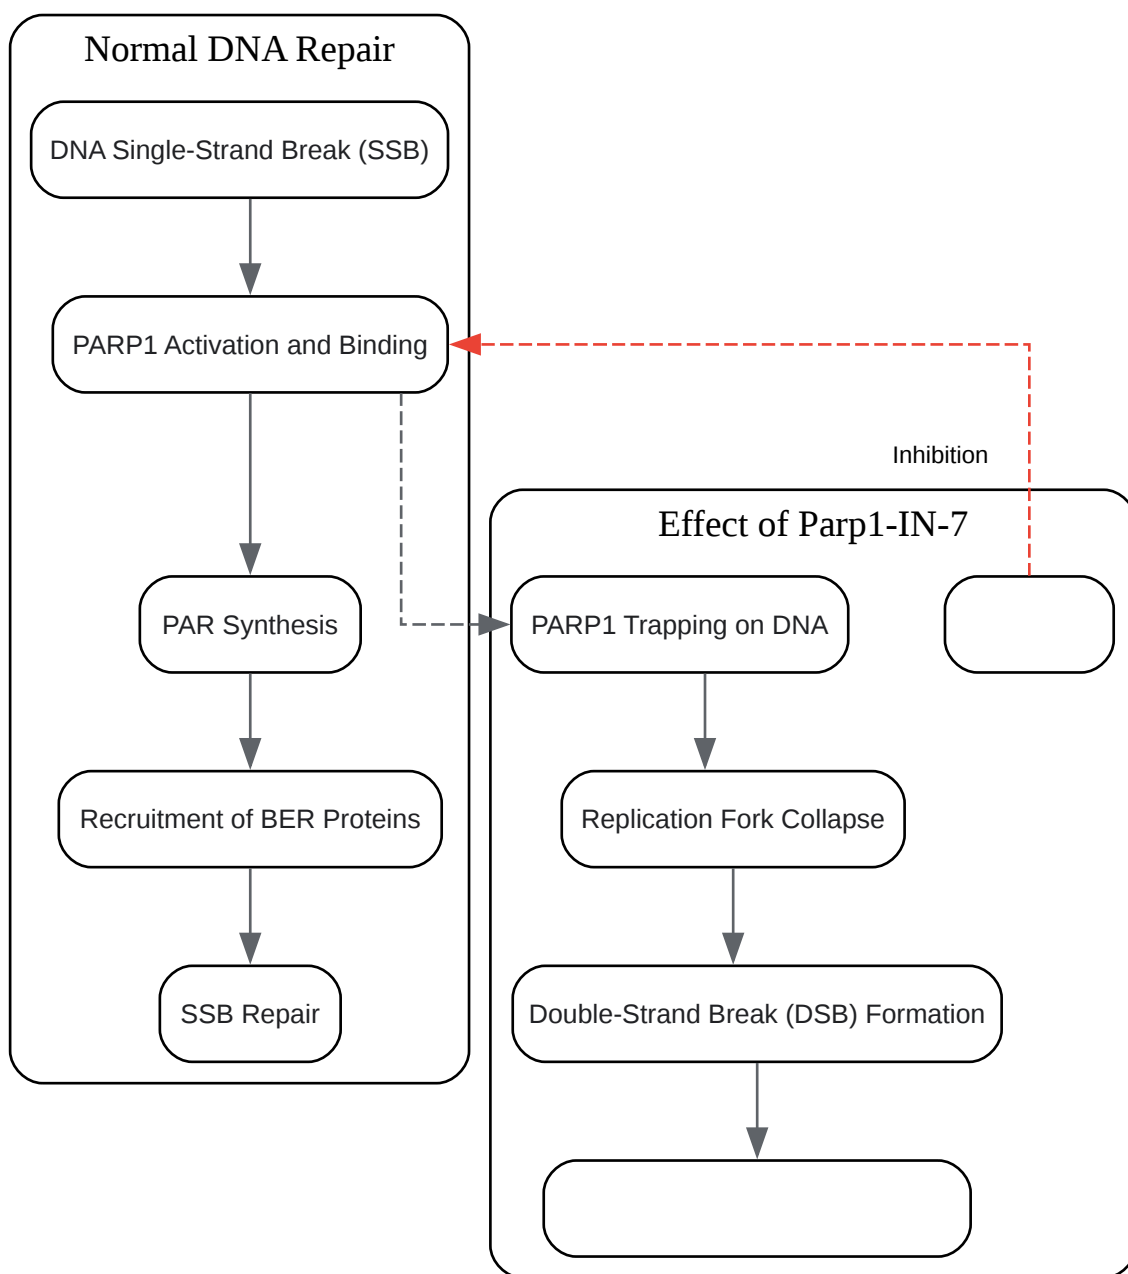 Normal DNA Repair
DNA Single-Strand Break (SSB)
PARP1 Activation and Binding
PAR Synthesis
Recruitment of BER Proteins
SSB Repair
Inhibition
Effect of Parp1-IN-7
PARP1 Trapping on DNA
Replication Fork Collapse
Double-Strand Break (DSB) Formation